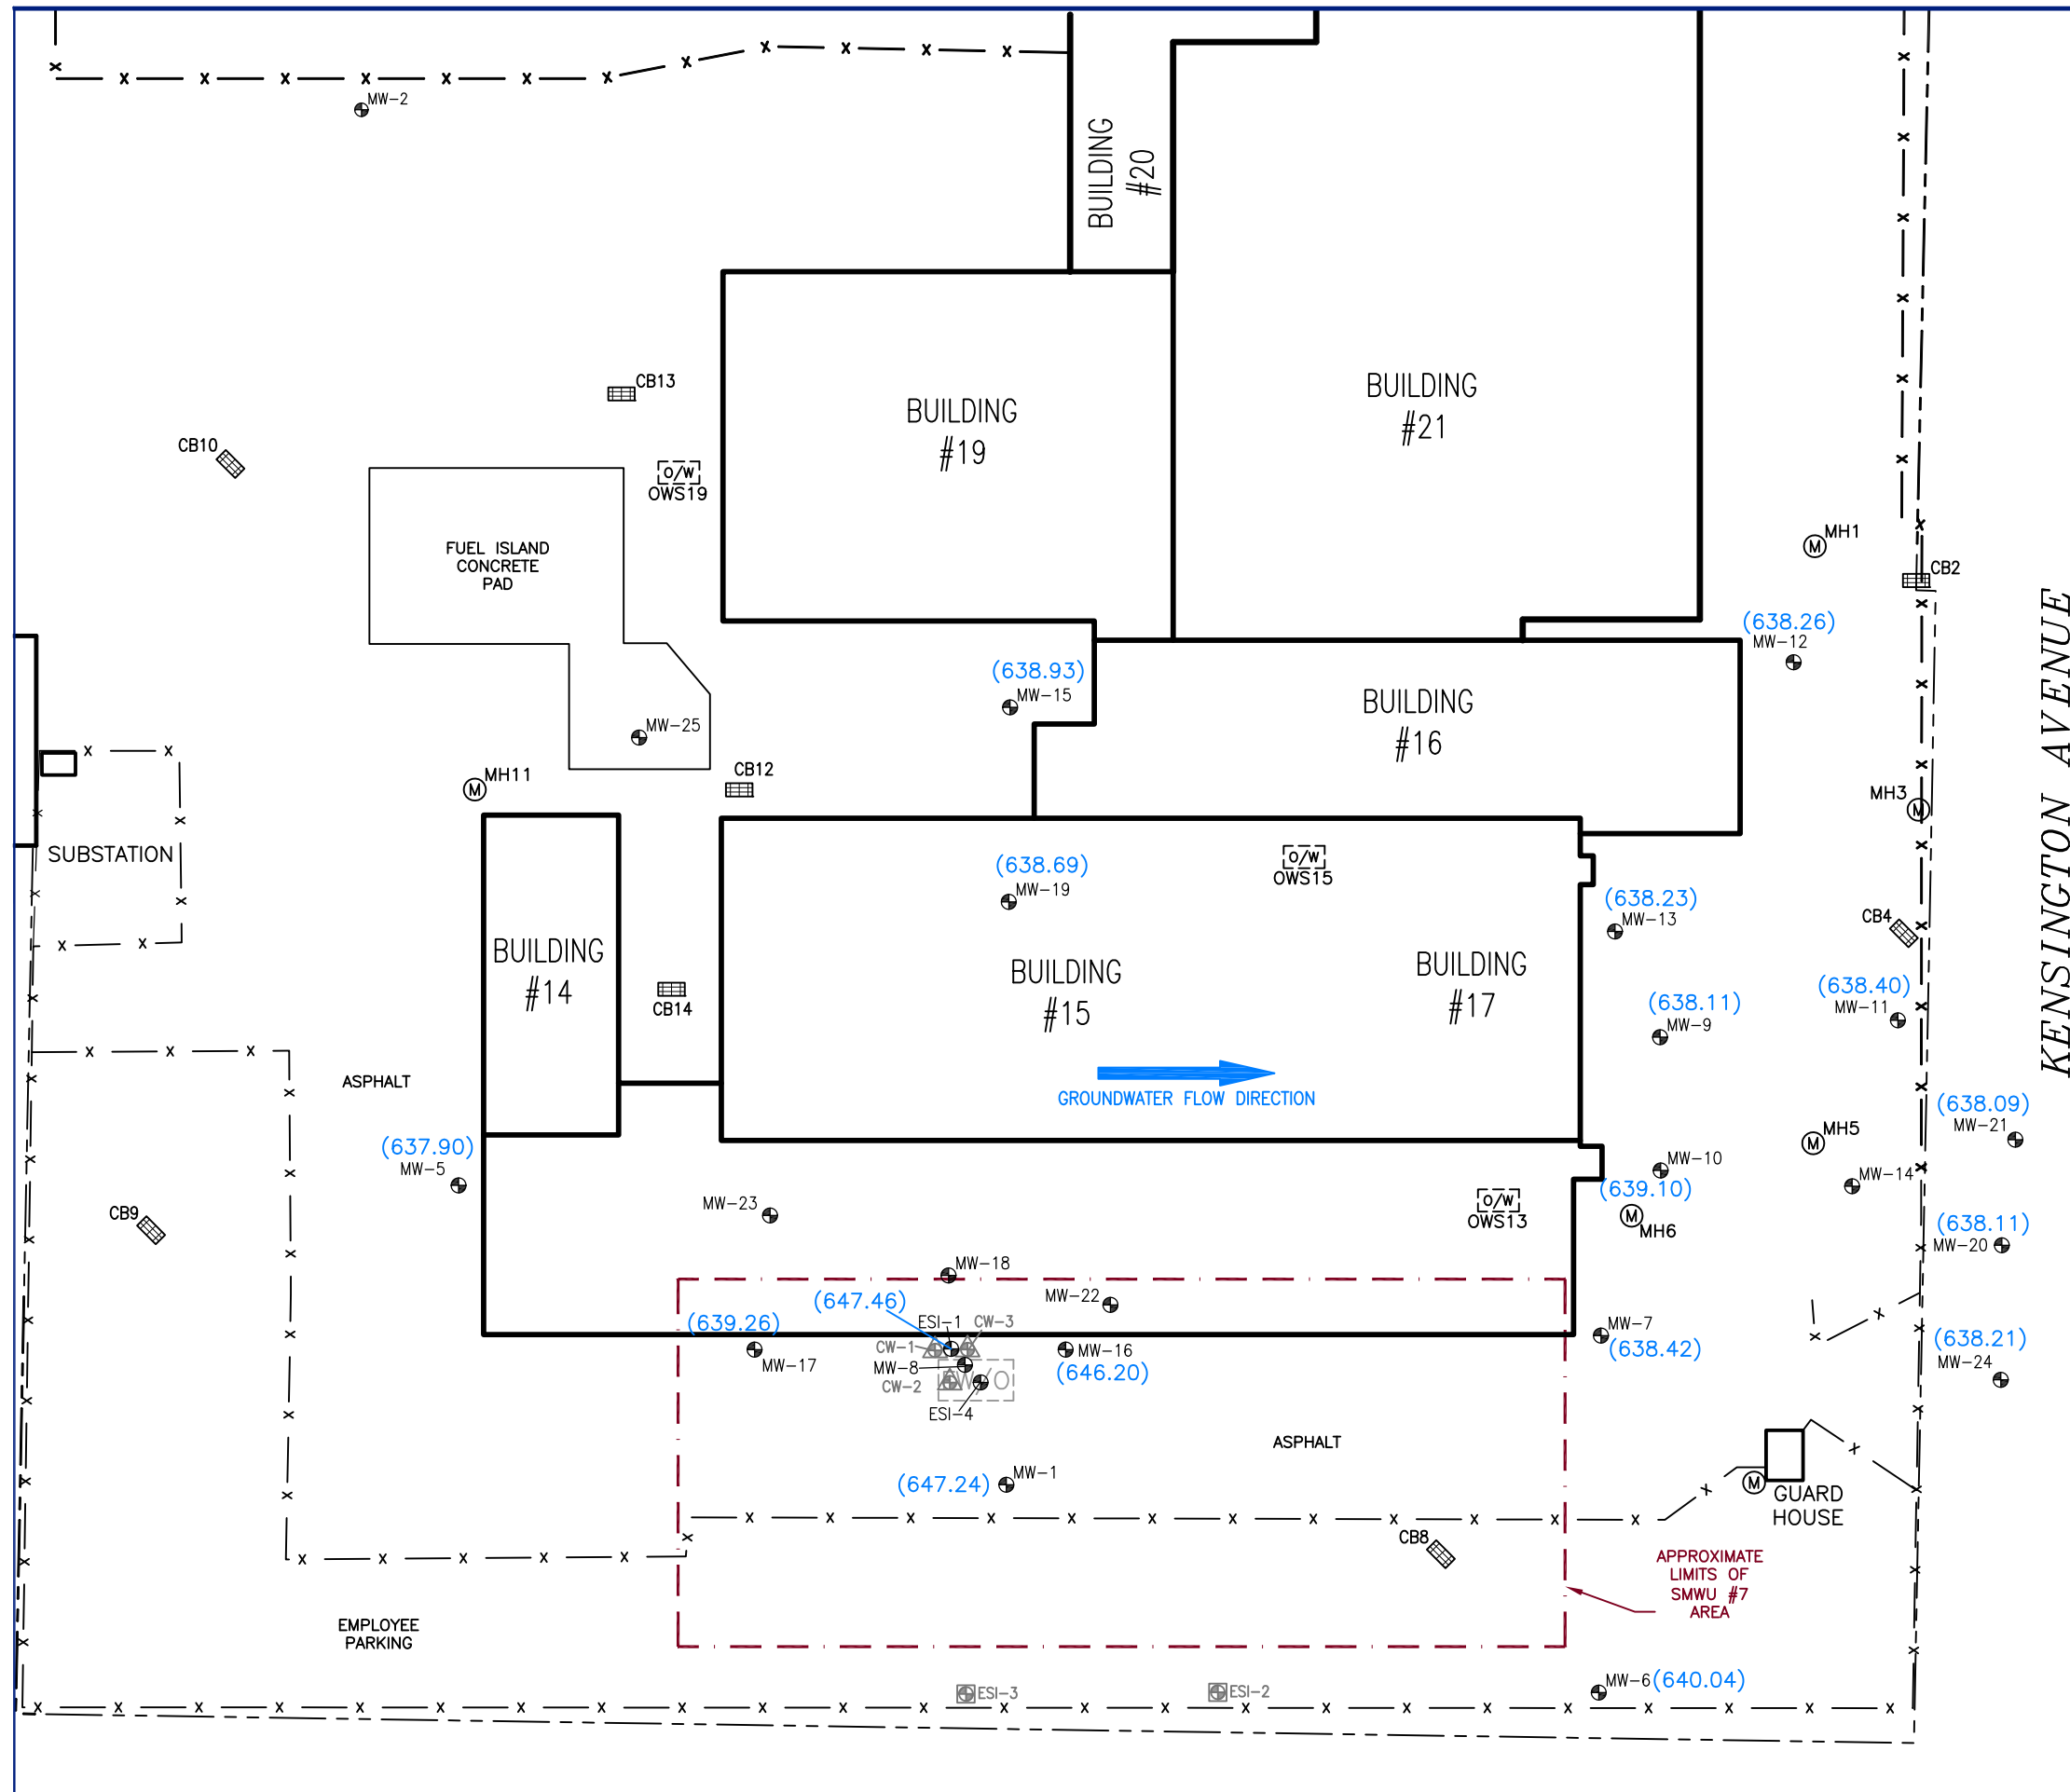 MW-2
BUILDING
#20
CB13
CB10
O/W
OWS19
BUILDING
#19
BUILDING
#21
FUEL ISLAND
CONCRETE
PAD
MH1
CB2
KENSINGTON AVENUE
(638.26)
MW-12
(638.93)
MW-15
BUILDING
#16
MW-25
MH11
CB12
MH3
SUBSTATION
(638.69)
MW-19
O/W
OWS15
(638.23)
MW-13
CB4
BUILDING
#14
CB14
BUILDING
#15
BUILDING
#17
(638.11)
MW-9
(638.40)
MW-11
GROUNDWATER FLOW DIRECTION
ASPHALT
(638.09)
MW-21
MH5
(637.90)
MW-5
MW-10
(639.10)
MW-14
MW-23
O/W
OWS13
M
MH6
CB9
(638.11)
MW-20
MW-18
(647.46)
MW-22
(639.26)
MW-17
ESI-1
CW-3
CW-1
MW-8
CW-2
W/O
ESI-4
MW-16
(646.20)
MW-7
(638.42)
(638.21)
MW-24
ASPHALT
(647.24)
MW-1
M
GUARD
HOUSE
CB8
APPROXIMATE
LIMITS OF
SMWU #7
AREA
EMPLOYEE
PARKING
ESI-3
ESI-2
MW-6 (640.04)